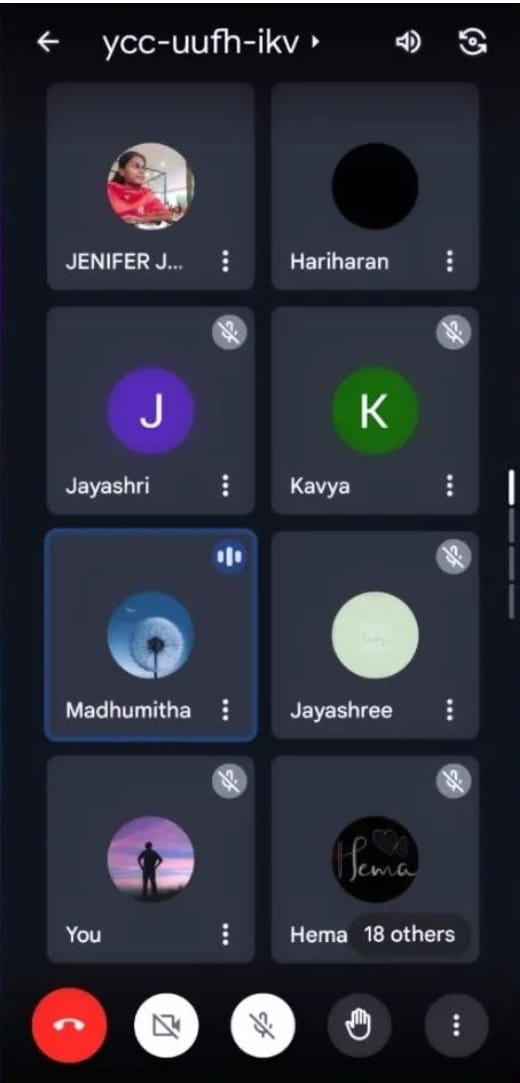 ycc-uufh-ikv
JENIFER J...
Hariharan
J
Jayashri
K
Kavya
Madhumitha
Jayashree
You
Hema
Hema
18 others